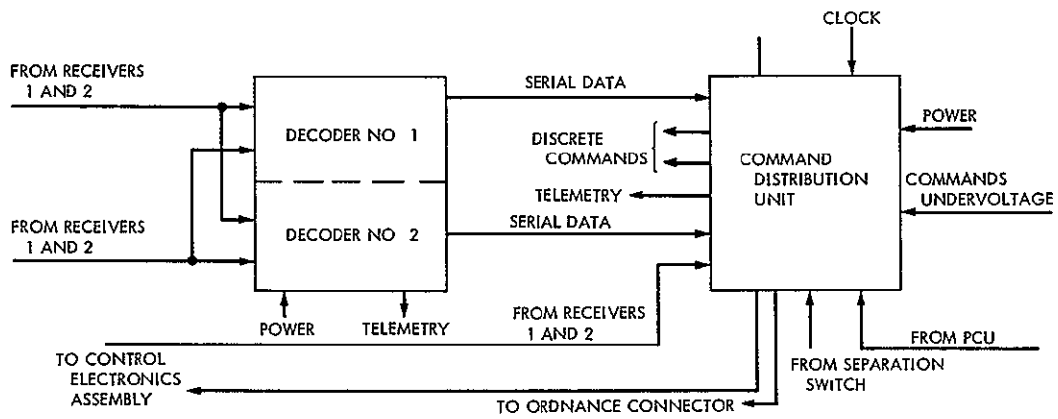 CLOCK
FROM RECEIVERS
1 AND 2
SERIAL DATA
DECODER NO 1
DISCRETE
COMMANDS
POWER
COMMAND
DISTRIBUTION
UNIT
TELEMETRY
COMMANDS
UNDERVOLTAGE
FROM RECEIVERS
1 AND 2
DECODER NO 2
SERIAL DATA
POWER
TELEMETRY
FROM RECEIVERS
1 AND 2
FROM PCU
TO CONTROL
ELECTRONICS
ASSEMBLY
FROM SEPARATION
SWITCH
TO ORDNANCE CONNECTOR